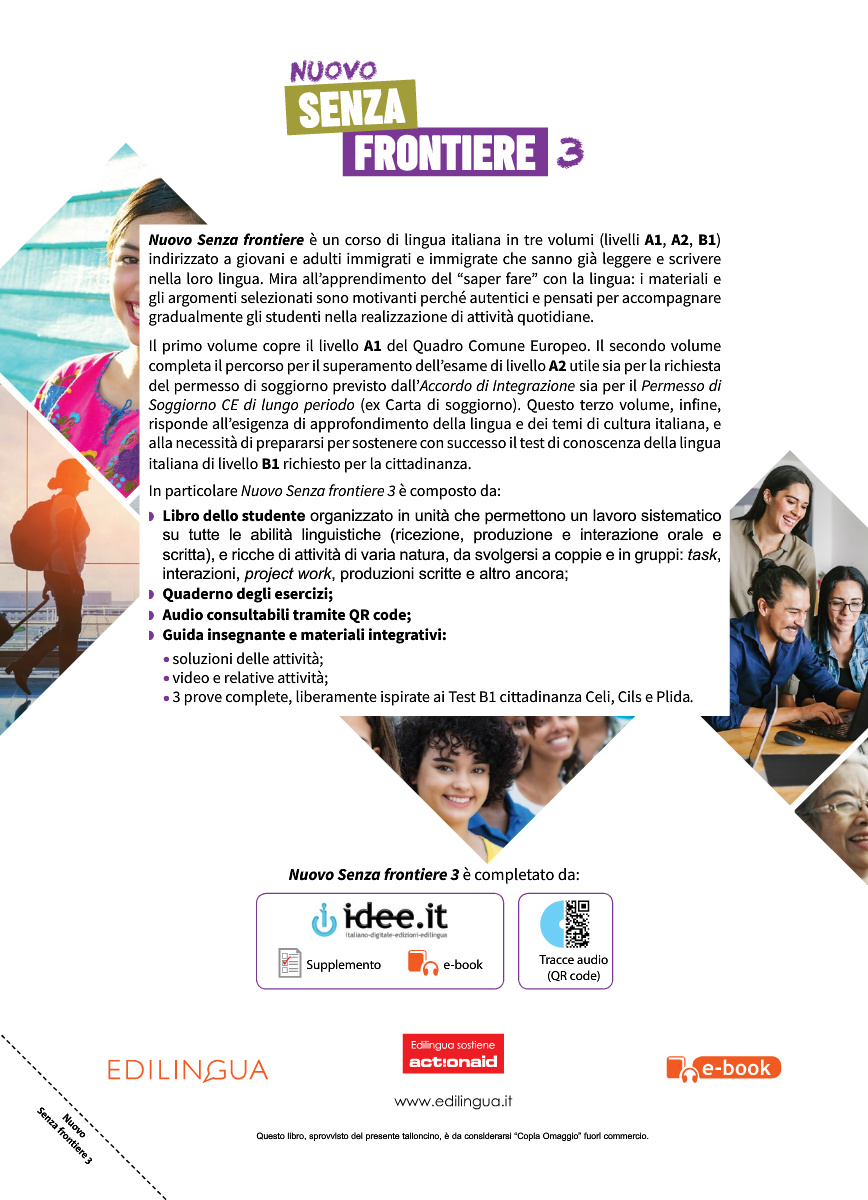 NUOVO
SENZA
FRONTIERE 3
Nuovo Senza frontiere è un corso di lingua italiana in tre volumi (livelli A1, A2, B1)
indirizzato a giovani e adulti immigrati e immigrate che sanno già leggere e scrivere
nella loro lingua. Mira all’apprendimento del “saper fare” con la lingua: i materiali e
gli argomenti selezionati sono motivanti perché autentici e pensati per accompagnare
gradualmente gli studenti nella realizzazione di attività quotidiane.
Il primo volume copre il livello A1 del Quadro Comune Europeo. Il secondo volume
completa il percorso per il superamento dell’esame di livello A2 utile sia per la richiesta
del permesso di soggiorno previsto dall’Accordo di Integrazione sia per il Permesso di
Soggiorno CE di lungo periodo (ex Carta di soggiorno). Questo terzo volume, infine,
risponde all’esigenza di approfondimento della lingua e dei temi di cultura italiana, e
alla necessità di prepararsi per sostenere con successo il test di conoscenza della lingua
italiana di livello B1 richiesto per la cittadinanza.
In particolare Nuovo Senza frontiere 3 è composto da:
Libro dello studente organizzato in unità che permettono un lavoro sistematico
su tutte le abilità linguistiche (ricezione, produzione e interazione orale e
scritta), e ricche di attività di varia natura, da svolgersi a coppie e in gruppi: task,
interazioni, project work, produzioni scritte e altro ancora;
Quaderno degli esercizi;
Audio consultabili tramite QR code;
Guida insegnante e materiali integrativi:
• soluzioni delle attività;
• video e relative attività;
• 3 prove complete, liberamente ispirate ai Test B1 cittadinanza Celi, Cils e Plida.
Nuovo Senza frontiere 3 è completato da:
i-d-e-e.it
italiano-digitale-edizioni-edilingua
Supplemento
e-book
Tracce audio
(QR code)
EDILINGUA
Edilingua sostiene
act!onaid
e-book
www.edilingua.it
Nuovo
Senza frontiere 3
Questo libro, sprovvisto del presente talloncino, è da considerarsi “Copia Omaggio” fuori commercio.